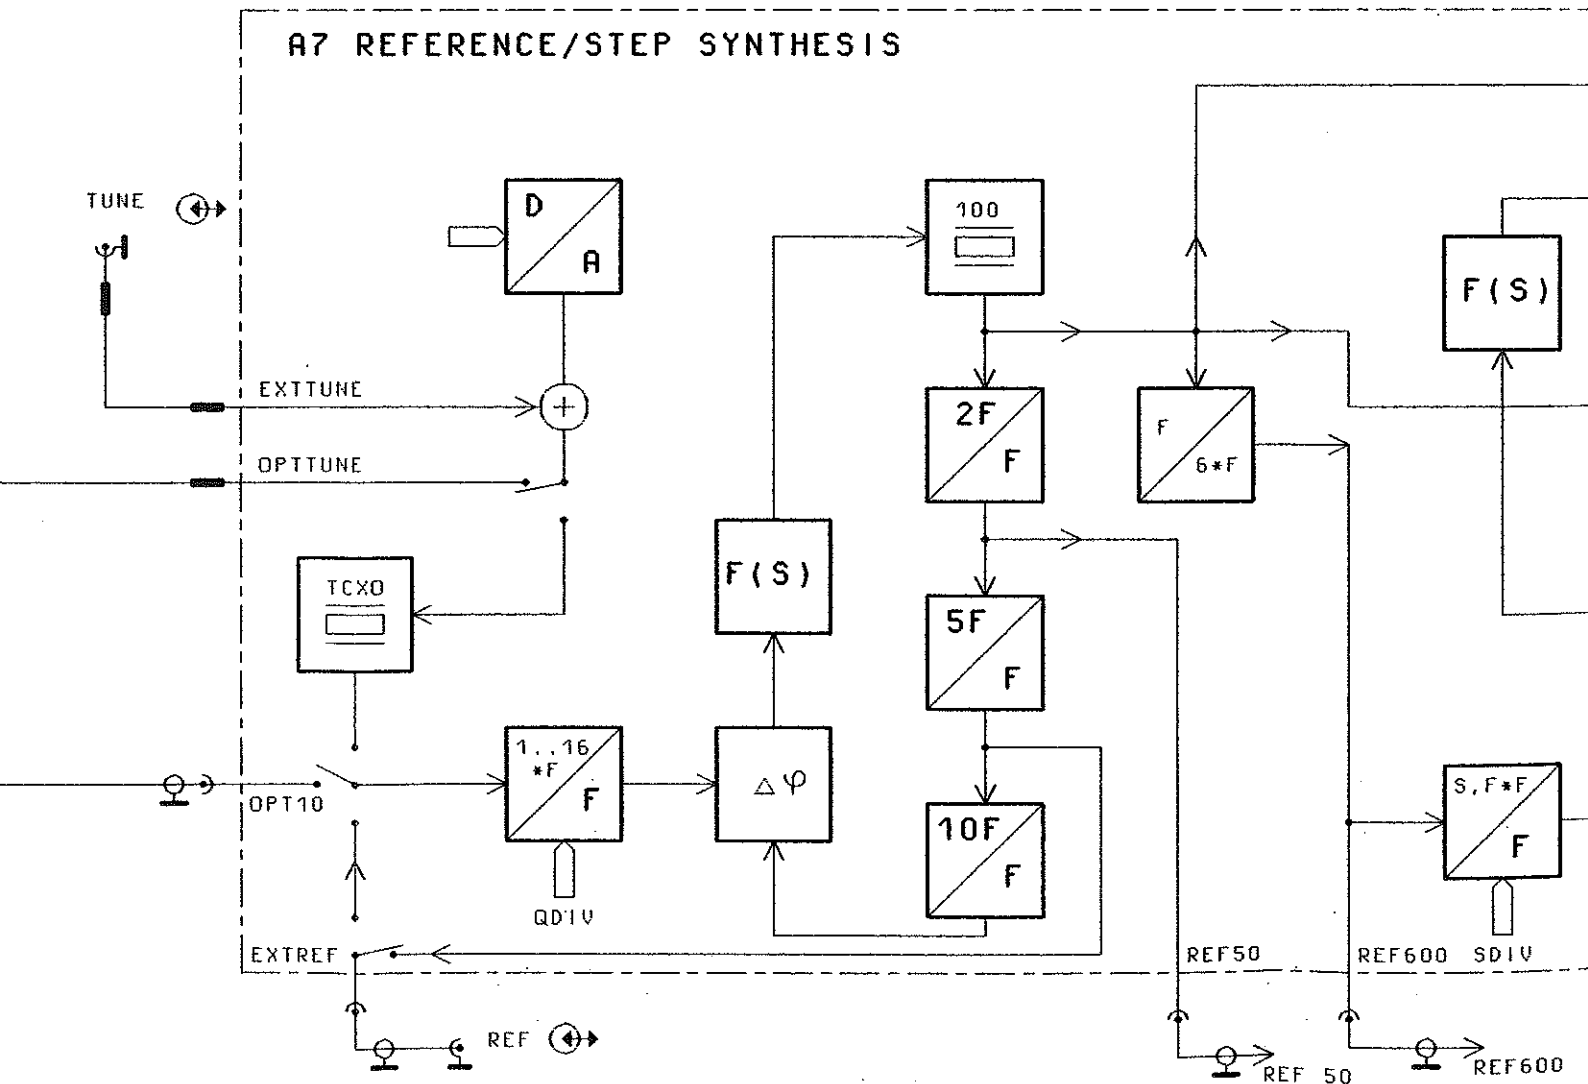 A7 REFERENCE/STEP SYNTHESIS
TUNE
D
A
100
F(S)
EXTTUNE
2F
F
F
6*F
OPTTUNE
F(S)
TCXO
5F
F
1..16
*F
F
△φ
S,F*F
F
OPT10
10F
F
QDIV
EXTREF
REF50
REF600
SDIV
REF
REF 50
REF600